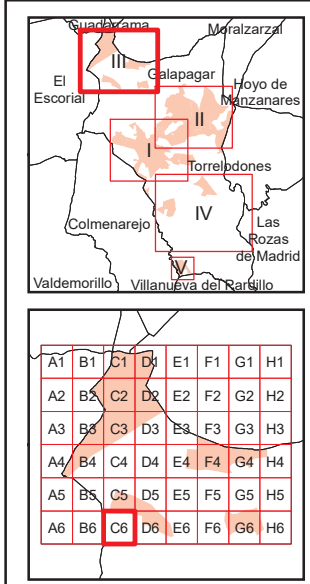 Guadarrama
Moralzarzal
III
El
Escorial
Galapagar
Hoyo de
Manzanares
II
I
Torrelodones
IV
Colmenarejo
Las
Rozas
de Madrid
V
Valdemorillo
Villanueva del Pardillo
A1 B1 C1 D1 E1 F1 G1 H1
A2 B2 C2 D2 E2 F2 G2 H2
A3 B3 C3 D3 E3 F3 G3 H3
A4 B4 C4 D4 E4 F4 G4 H4
A5 B5 C5 D5 E5 F5 G5 H5
A6 B6 C6 D6 E6 F6 G6 H6